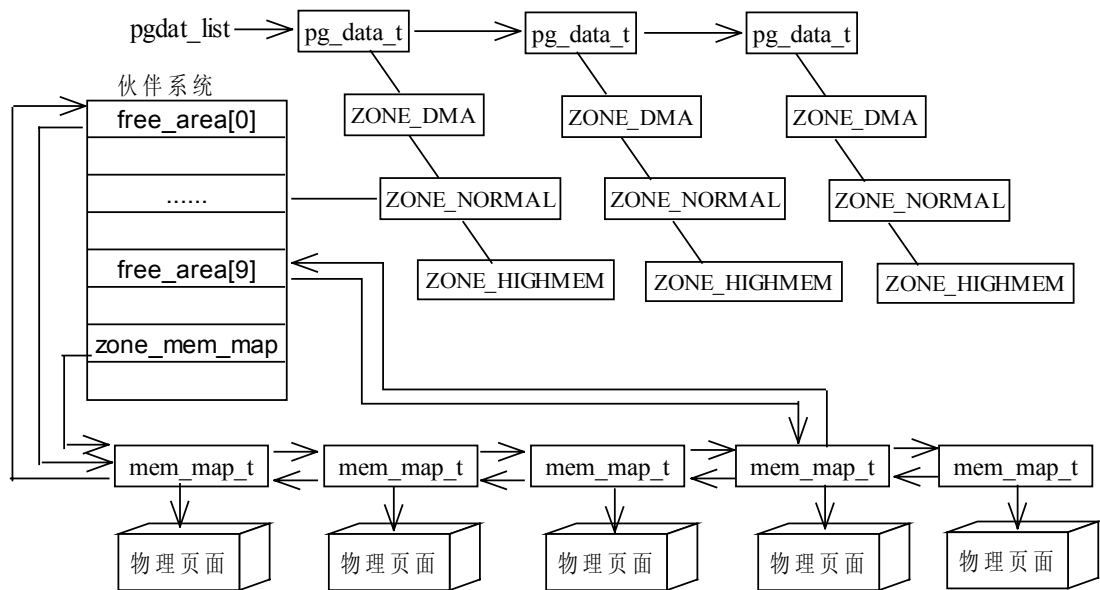 pgdat_list
pg_data_t
pg_data_t
pg_data_t
伙伴系统
free_area[0]
ZONE_DMA
ZONE_DMA
ZONE_DMA
......
ZONE_NORMAL
ZONE_NORMAL
ZONE_NORMAL
free_area[9]
ZONE_HIGHMEM
ZONE_HIGHMEM
ZONE_HIGHMEM
zone_mem_map
mem_map_t
mem_map_t
mem_map_t
mem_map_t
mem_map_t
物理页面
物理页面
物理页面
物理页面
物理页面